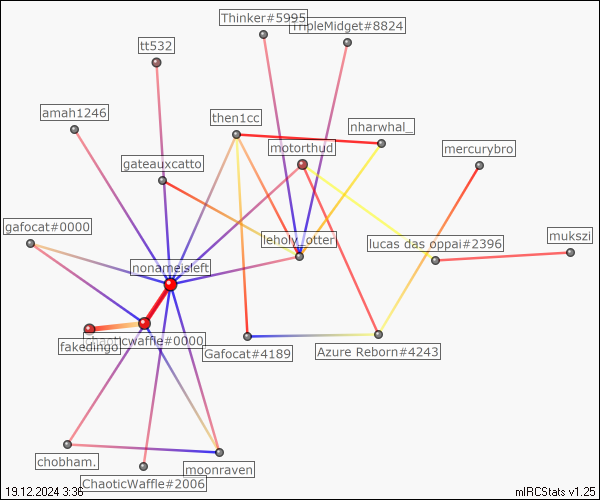 Thinker#5995
TripleMidget#8824
tt532
amah1246
then1cc
nharwhal_
motorthud
mercurybro
gateauxcatto
gafocat#0000
leholy_otter
lucas das oppai#2396
mukszi
nonameisleft
chaoticwaffle#0000
fakedingo
Gafocat#4189
Azure Reborn#4243
chobham.
moonraven
ChaoticWaffle#2006
19.12.2024 3:36
mIRCStats v1.25